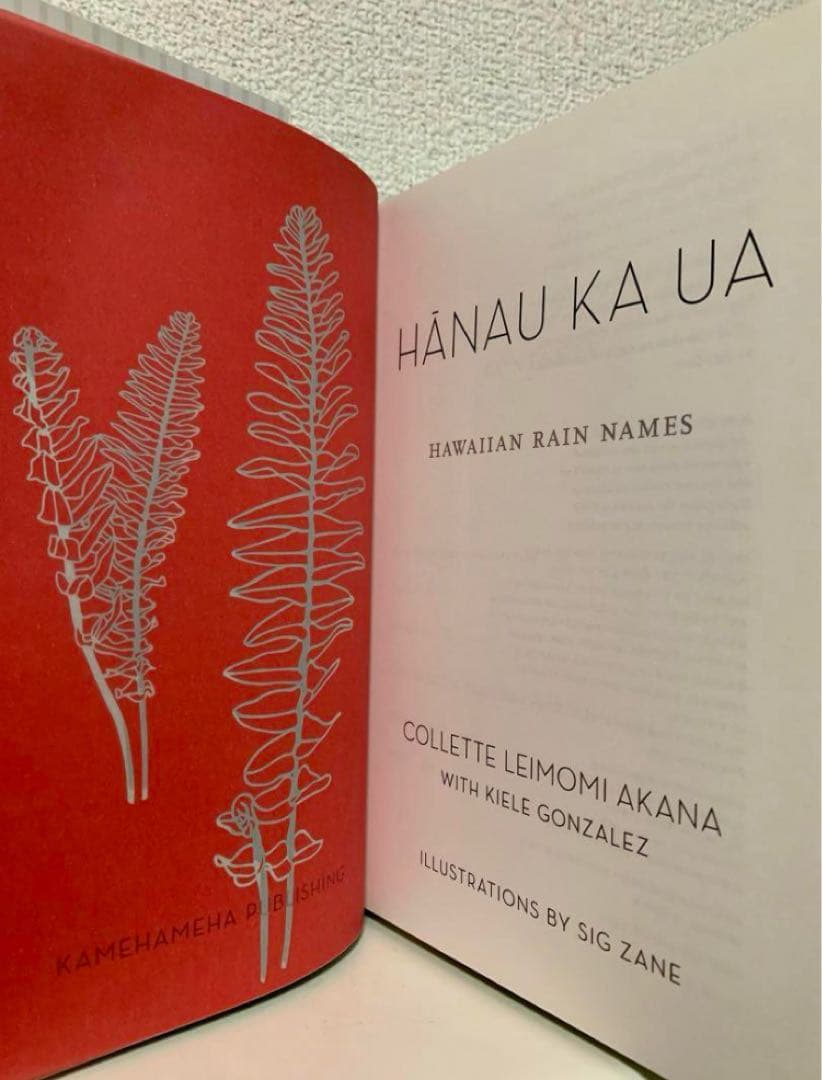 KAMEHAMEHA PUBLISHING
HĀNAU KA UA
HAWAIIAN RAIN NAMES
COLLETTE LEIMOMI AKANA
WITH KIELE GONZALEZ
ILLUSTRATIONS BY SIG ZANE